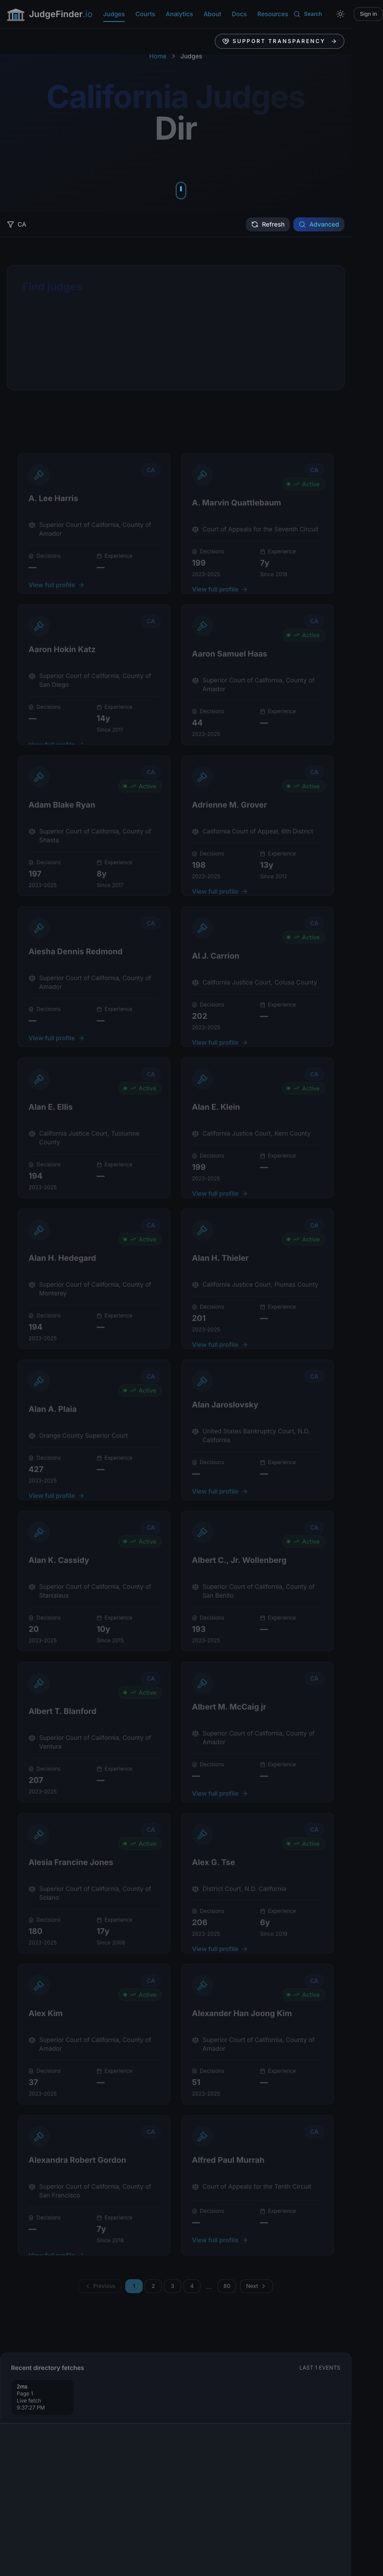 JudgeFinder.io
Judges Courts Analytics About Docs Resources Search Sign in
SUPPORT TRANSPARENCY →
Home > Judges
California Judges
Dir
CA Refresh Advanced
Find judges
CA
A. Lee Harris
Superior Court of California, County of
Amador
Decisions Experience
— —
View full profile →
CA
Active
A. Marvin Quattlebaum
Court of Appeals for the Seventh Circuit
Decisions Experience
199 7y
2023-2025 Since 2018
View full profile →
CA
Aaron Hokin Katz
Superior Court of California, County of
San Diego
Decisions Experience
— 14y
Since 2011
View full profile →
CA
Active
Aaron Samuel Haas
Superior Court of California, County of
Amador
Decisions Experience
44 —
2023-2025
CA
Active
Adam Blake Ryan
Superior Court of California, County of
Shasta
Decisions Experience
197 8y
2023-2025 Since 2017
CA
Active
Adrienne M. Grover
California Court of Appeal, 6th District
Decisions Experience
198 13y
2023-2025 Since 2012
View full profile →
CA
Aiesha Dennis Redmond
Superior Court of California, County of
Amador
Decisions Experience
— —
View full profile →
CA
Active
Al J. Carrion
California Justice Court, Colusa County
Decisions Experience
202 —
2023-2025
View full profile →
CA
Active
Alan E. Ellis
California Justice Court, Tuolumne
County
Decisions Experience
194 —
2023-2025
CA
Active
Alan E. Klein
California Justice Court, Kern County
Decisions Experience
199 —
2023-2025
View full profile →
CA
Active
Alan H. Hedegard
Superior Court of California, County of
Monterey
Decisions Experience
194 —
2023-2025
CA
Active
Alan H. Thieler
California Justice Court, Plumas County
Decisions Experience
201 —
2023-2025
View full profile →
CA
Active
Alan A. Plaia
Orange County Superior Court
Decisions Experience
427 —
2023-2025
View full profile →
CA
Alan Jaroslovsky
United States Bankruptcy Court, N.D.
California
Decisions Experience
— —
View full profile →
CA
Active
Alan K. Cassidy
Superior Court of California, County of
Stanislaus
Decisions Experience
20 10y
2023-2025 Since 2015
CA
Active
Albert C., Jr. Wollenberg
Superior Court of California, County of
San Benito
Decisions Experience
193 —
2023-2025
CA
Active
Albert T. Blanford
Superior Court of California, County of
Ventura
Decisions Experience
207 —
2023-2025
CA
Albert M. McCaig jr
Superior Court of California, County of
Amador
Decisions Experience
— —
View full profile →
CA
Active
Alesia Francine Jones
Superior Court of California, County of
Solano
Decisions Experience
180 17y
2023-2025 Since 2008
CA
Active
Alex G. Tse
District Court, N.D. California
Decisions Experience
206 6y
2023-2025 Since 2019
View full profile →
CA
Active
Alex Kim
Superior Court of California, County of
Amador
Decisions Experience
37 —
2023-2025
CA
Active
Alexander Han Joong Kim
Superior Court of California, County of
Amador
Decisions Experience
51 —
2023-2025
CA
Alexandra Robert Gordon
Superior Court of California, County of
San Francisco
Decisions Experience
— 7y
Since 2018
View full profile →
CA
Alfred Paul Murrah
Court of Appeals for the Tenth Circuit
Decisions Experience
— —
View full profile →
< Previous 1 2 3 4 ... 80 Next >
Recent directory fetches LAST 1 EVENTS
2ms
Page 1
Live fetch
9:37:27 PM